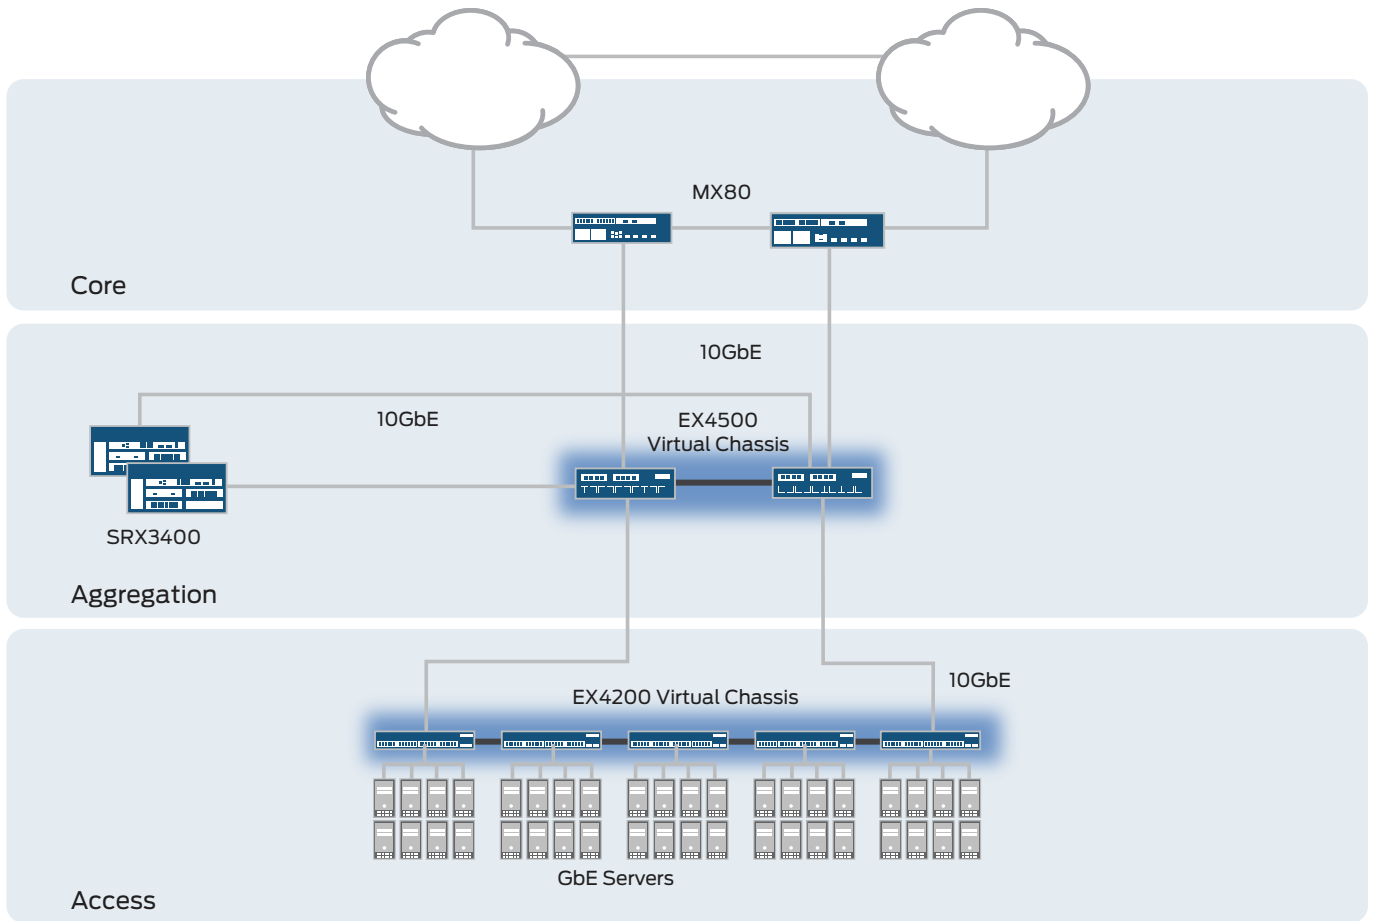 MX80
Core
10GbE
10GbE
EX4500
Virtual Chassis
SRX3400
Aggregation
10GbE
EX4200 Virtual Chassis
GbE Servers
Access